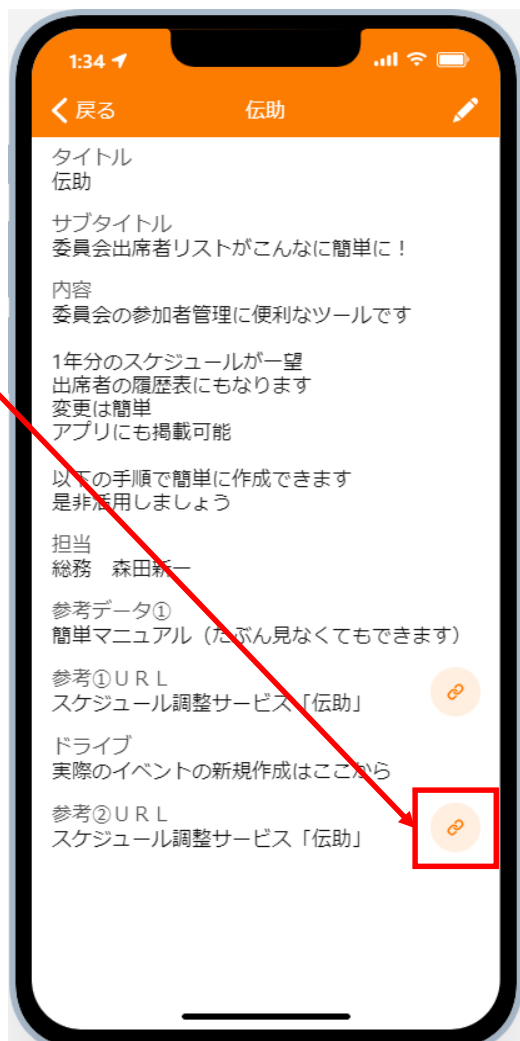 1:34
戻る
伝助
タイトル
伝助
サブタイトル
委員会出席者リストがこんなに簡単に！
内容
委員会の参加者管理に便利なツールです
1年分のスケジュールが一望
出席者の履歴表にもなります
変更は簡単
アプリにも掲載可能
以下の手順で簡単に作成できます
是非活用しましょう
担当
総務　森田新一
参考データ①
簡単マニュアル（たぶん見なくてもできます）
参考①ＵＲＬ
スケジュール調整サービス「伝助」
ドライブ
実際のイベントの新規作成はここから
参考②ＵＲＬ
スケジュール調整サービス「伝助」